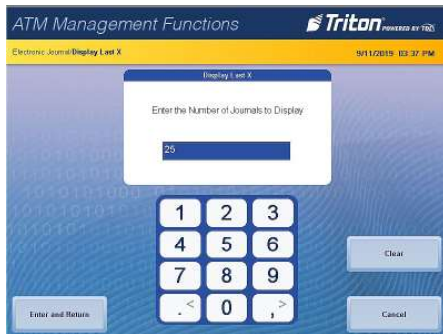 ATM Management Functions
Triton POWERED BY TDI
Electronic Journal/Display Last X
9/11/2019 03:37 PM
Display Last X
Enter the Number of Journals to Display
25
1 2 3
4 5 6
7 8 9
.< 0 ,>
Clear
Enter and Return
Cancel